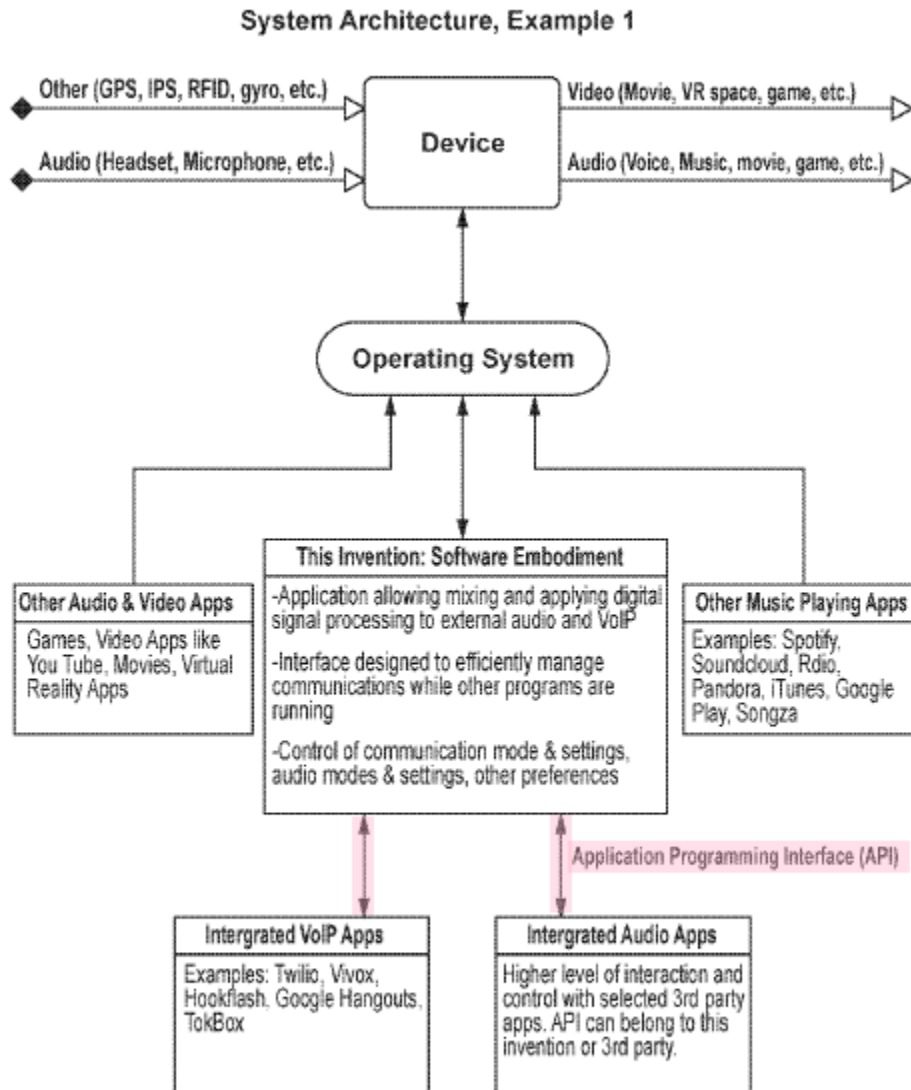 System Architecture, Example 1
Other (GPS, IPS, RFID, gyro, etc.)
Audio (Headset, Microphone, etc.)
Device
Video (Movie, VR space, game, etc.)
Audio (Voice, Music, movie, game, etc.)
Operating System
Other Audio & Video Apps
Games, Video Apps like
You Tube, Movies, Virtual
Reality Apps
This Invention: Software Embodiment
-Application allowing mixing and applying digital
signal processing to external audio and VoIP
-Interface designed to efficiently manage
communications while other programs are
running
-Control of communication mode & settings,
audio modes & settings, other preferences
Other Music Playing Apps
Examples: Spotify,
Soundcloud, Rdio,
Pandora, iTunes, Google
Play, Songza
Application Programming Interface (API)
Intergrated VoIP Apps
Examples: Twilio, Vivox,
Hookflash, Google Hangouts,
TokBox
Intergrated Audio Apps
Higher level of interaction and
control with selected 3rd party
apps. API can belong to this
invention or 3rd party.